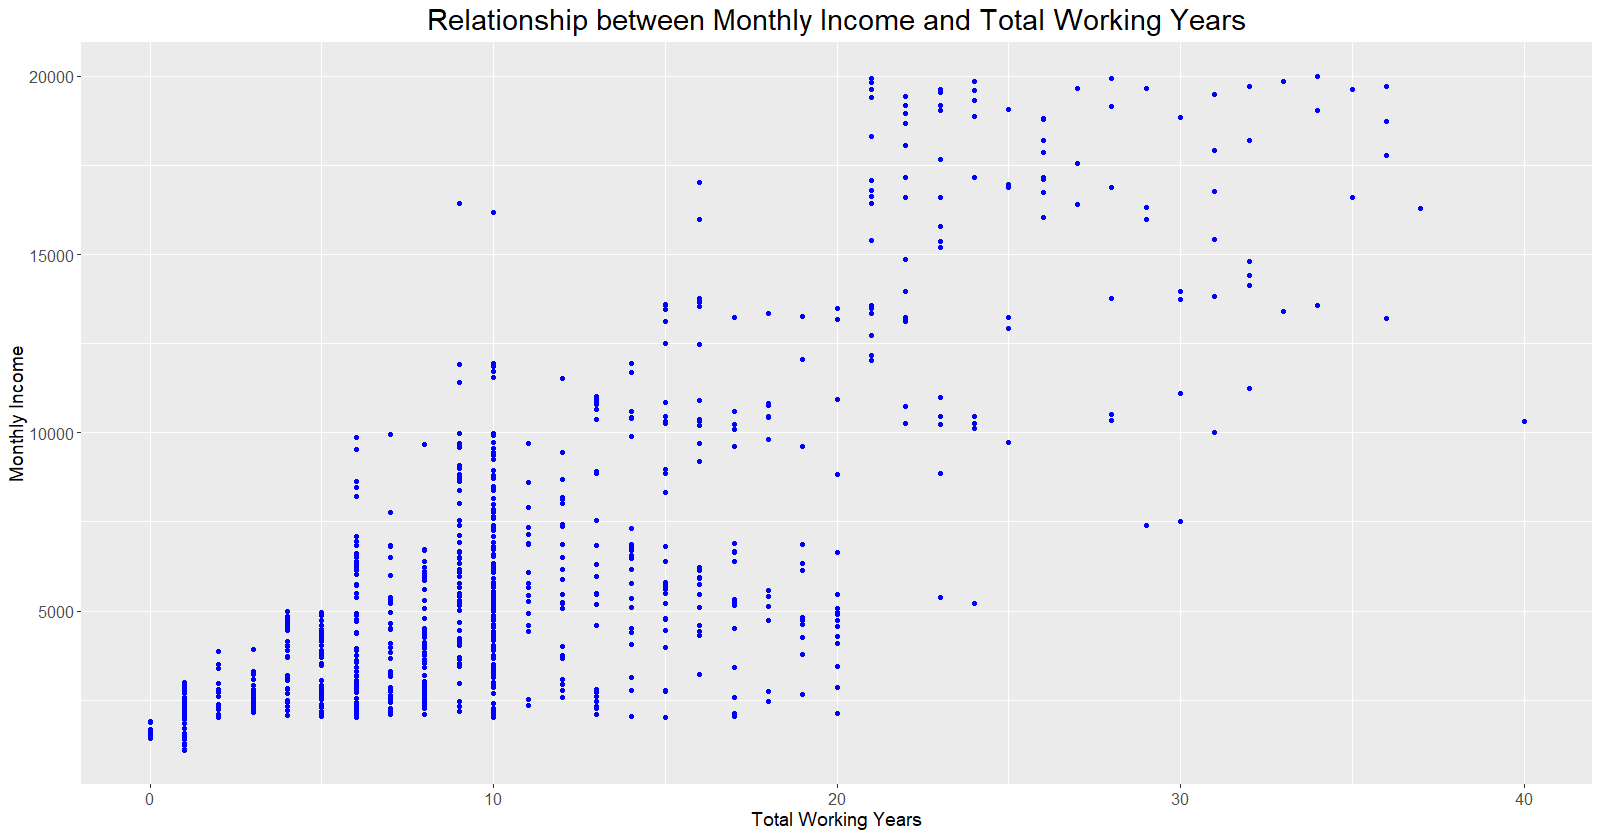 Relationship between Monthly Income and Total Working Years
Monthly Income
20000
15000
10000
5000
0 10 20 30 40
Total Working Years